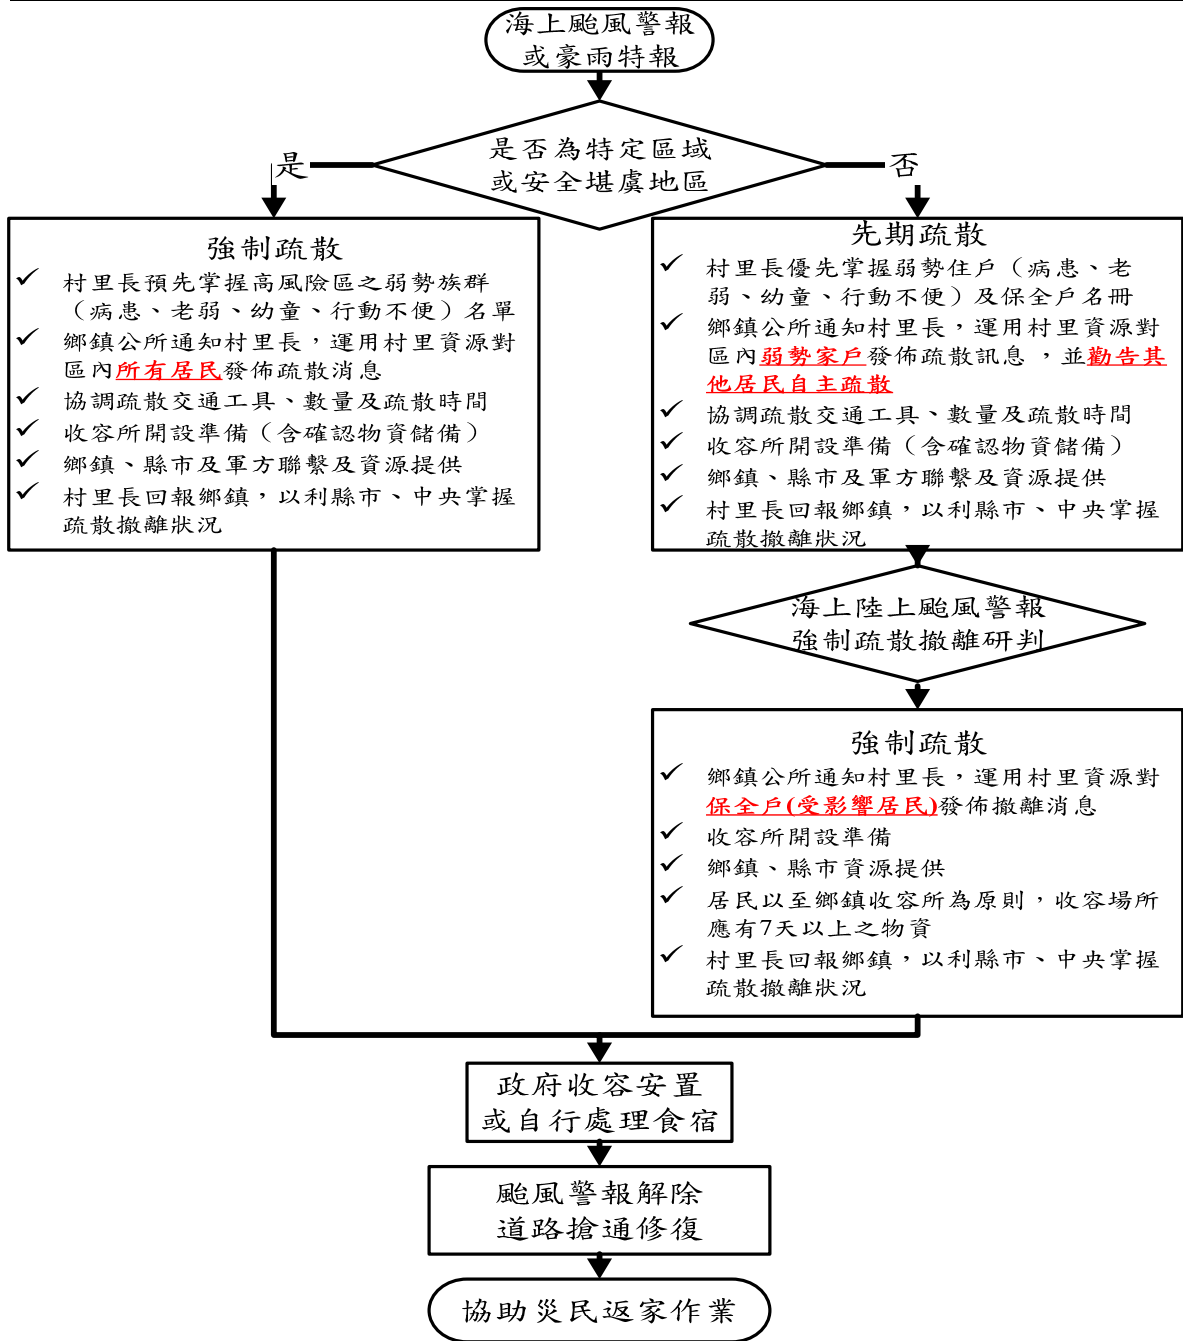 海上颱風警報
或豪雨特報
是否為特定區域
或安全堪虞地區
是
否
強制疏散
✓ 村里長預先掌握高風險區之弱勢族群
（病患、老弱、幼童、行動不便）名單
✓ 鄉鎮公所通知村里長，運用村里資源對
區內所有居民發佈疏散消息
✓ 協調疏散交通工具、數量及疏散時間
✓ 收容所開設準備（含確認物資儲備）
✓ 鄉鎮、縣市及軍方聯繫及資源提供
✓ 村里長回報鄉鎮，以利縣市、中央掌握
疏散撤離狀況
先期疏散
✓ 村里長優先掌握弱勢住戶（病患、老
弱、幼童、行動不便）及保全戶名冊
✓ 鄉鎮公所通知村里長，運用村里資源對
區內弱勢家戶發佈疏散訊息 ，並勸告其
他居民自主疏散
✓ 協調疏散交通工具、數量及疏散時間
✓ 收容所開設準備（含確認物資儲備）
✓ 鄉鎮、縣市及軍方聯繫及資源提供
✓ 村里長回報鄉鎮，以利縣市、中央掌握
疏散撤離狀況
海上陸上颱風警報
強制疏散撤離研判
強制疏散
✓ 鄉鎮公所通知村里長，運用村里資源對
保全戶(受影響居民)發佈撤離消息
✓ 收容所開設準備
✓ 鄉鎮、縣市資源提供
✓ 居民以至鄉鎮收容所為原則，收容場所
應有7天以上之物資
✓ 村里長回報鄉鎮，以利縣市、中央掌握
疏散撤離狀況
政府收容安置
或自行處理食宿
颱風警報解除
道路搶通修復
協助災民返家作業